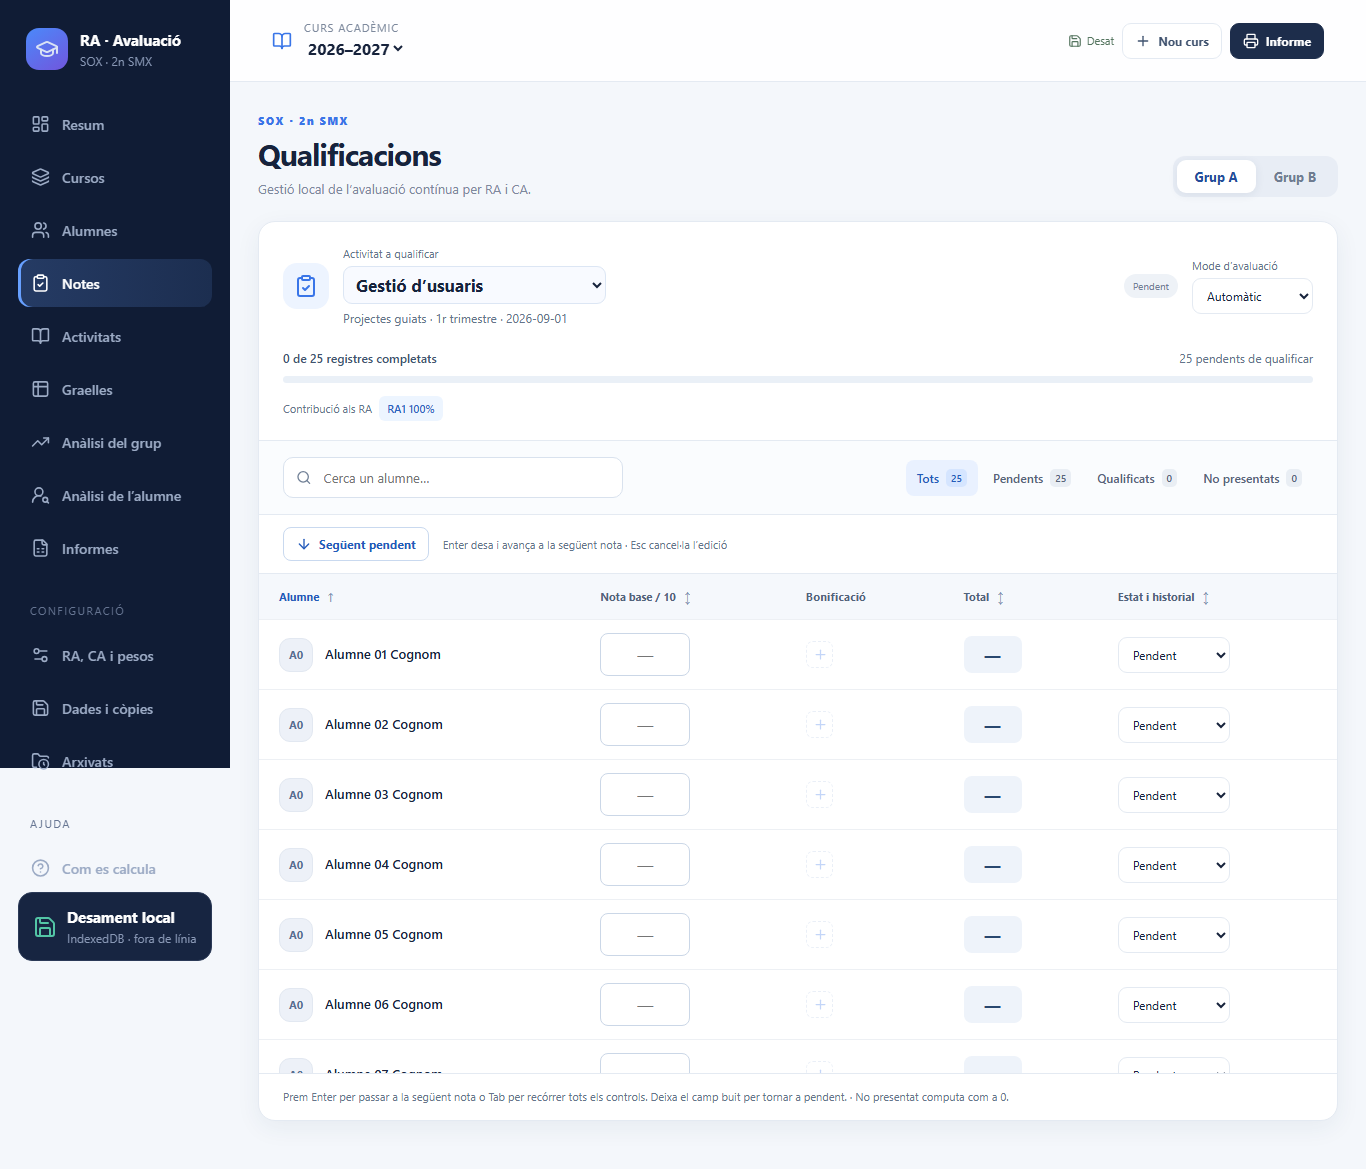 RA · Avaluació
SOX · 2n SMX
Resum
Cursos
Alumnes
Notes
Activitats
Graelles
Anàlisi del grup
Anàlisi de l’alumne
Informes
CONFIGURACIÓ
RA, CA i pesos
Dades i còpies
Arxivats
AJUDA
Com es calcula
Desament local
IndexedDB · fora de línia
CURS ACADÈMIC
2026–2027
Desat
Nou curs
Informe
SOX · 2n SMX
Qualificacions
Gestió local de l’avaluació contínua per RA i CA.
Grup A
Grup B
Activitat a qualificar
Gestió d’usuaris
Projectes guiats · 1r trimestre · 2026-09-01
Pendent
Mode d’avaluació
Automàtic
0 de 25 registres completats
25 pendents de qualificar
Contribució als RA RA1 100%
Cerca un alumne...
Tots 25
Pendents 25
Qualificats 0
No presentats 0
Següent pendent
Enter desa i avança a la següent nota · Esc cancel·la l’edició
Alumne ↑ Nota base / 10 ↕ Bonificació Total ↕ Estat i historial ↕
A0 Alumne 01 Cognom — + — Pendent
A0 Alumne 02 Cognom — + — Pendent
A0 Alumne 03 Cognom — + — Pendent
A0 Alumne 04 Cognom — + — Pendent
A0 Alumne 05 Cognom — + — Pendent
A0 Alumne 06 Cognom — + — Pendent
Prem Enter per passar a la següent nota o Tab per recórrer tots els controls. Deixa el camp buit per tornar a pendent. · No presentat computa com a 0.